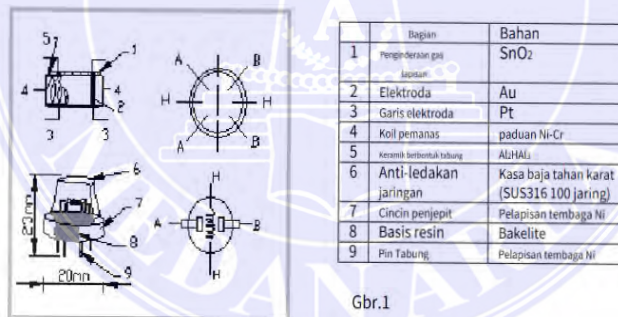 5
1
A
B
4
4
H
H
2
3
3
A
B
6
H
7
23mm
A
B
8
H
9
20mm
Bagian Bahan
1 Penginderaan gas SnO2
lapisan
2 Elektroda Au
3 Garis elektroda Pt
4 Koil pemanas paduan Ni-Cr
5 Keramik berbentuk tabung
6 Anti-ledakan Kasa baja tahan karat
jaringan (SUS316 100 jaring)
7 Cincin penjepit Pelapisan tembaga Ni
8 Basis resin Bakelite
9 Pin Tabung Pelapisan tembaga Ni
Gbr.1
MEDAN AREA